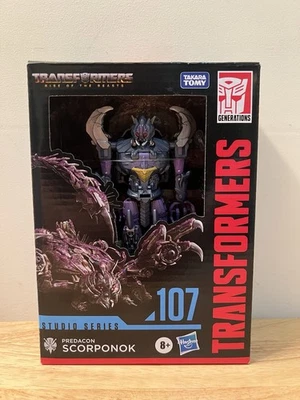 TRANSFORMERS
RISE OF THE BEASTS
TAKARA
TOMY
GENERATIONS
TRANSFORMERS
107
STUDIO SERIES
PREDACON
SCORPONOK
8+
Hasbro